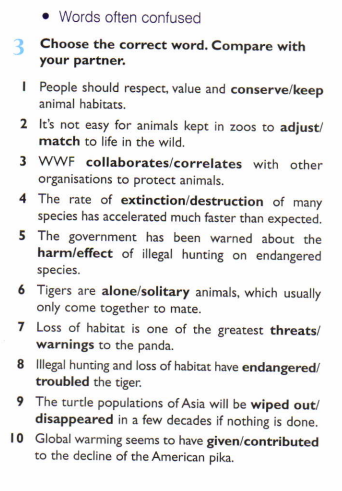 • Words often confused
3 Choose the correct word. Compare with
your partner.
1 People should respect, value and conserve/keep
animal habitats.
2 It's not easy for animals kept in zoos to adjust/
match to life in the wild.
3 WWF collaborates/correlates with other
organisations to protect animals.
4 The rate of extinction/destruction of many
species has accelerated much faster than expected.
5 The government has been warned about the
harm/effect of illegal hunting on endangered
species.
6 Tigers are alone/solitary animals, which usually
only come together to mate.
7 Loss of habitat is one of the greatest threats/
warnings to the panda.
8 Illegal hunting and loss of habitat have endangered/
troubled the tiger.
9 The turtle populations of Asia will be wiped out/
disappeared in a few decades if nothing is done.
10 Global warming seems to have given/contributed
to the decline of the American pika.